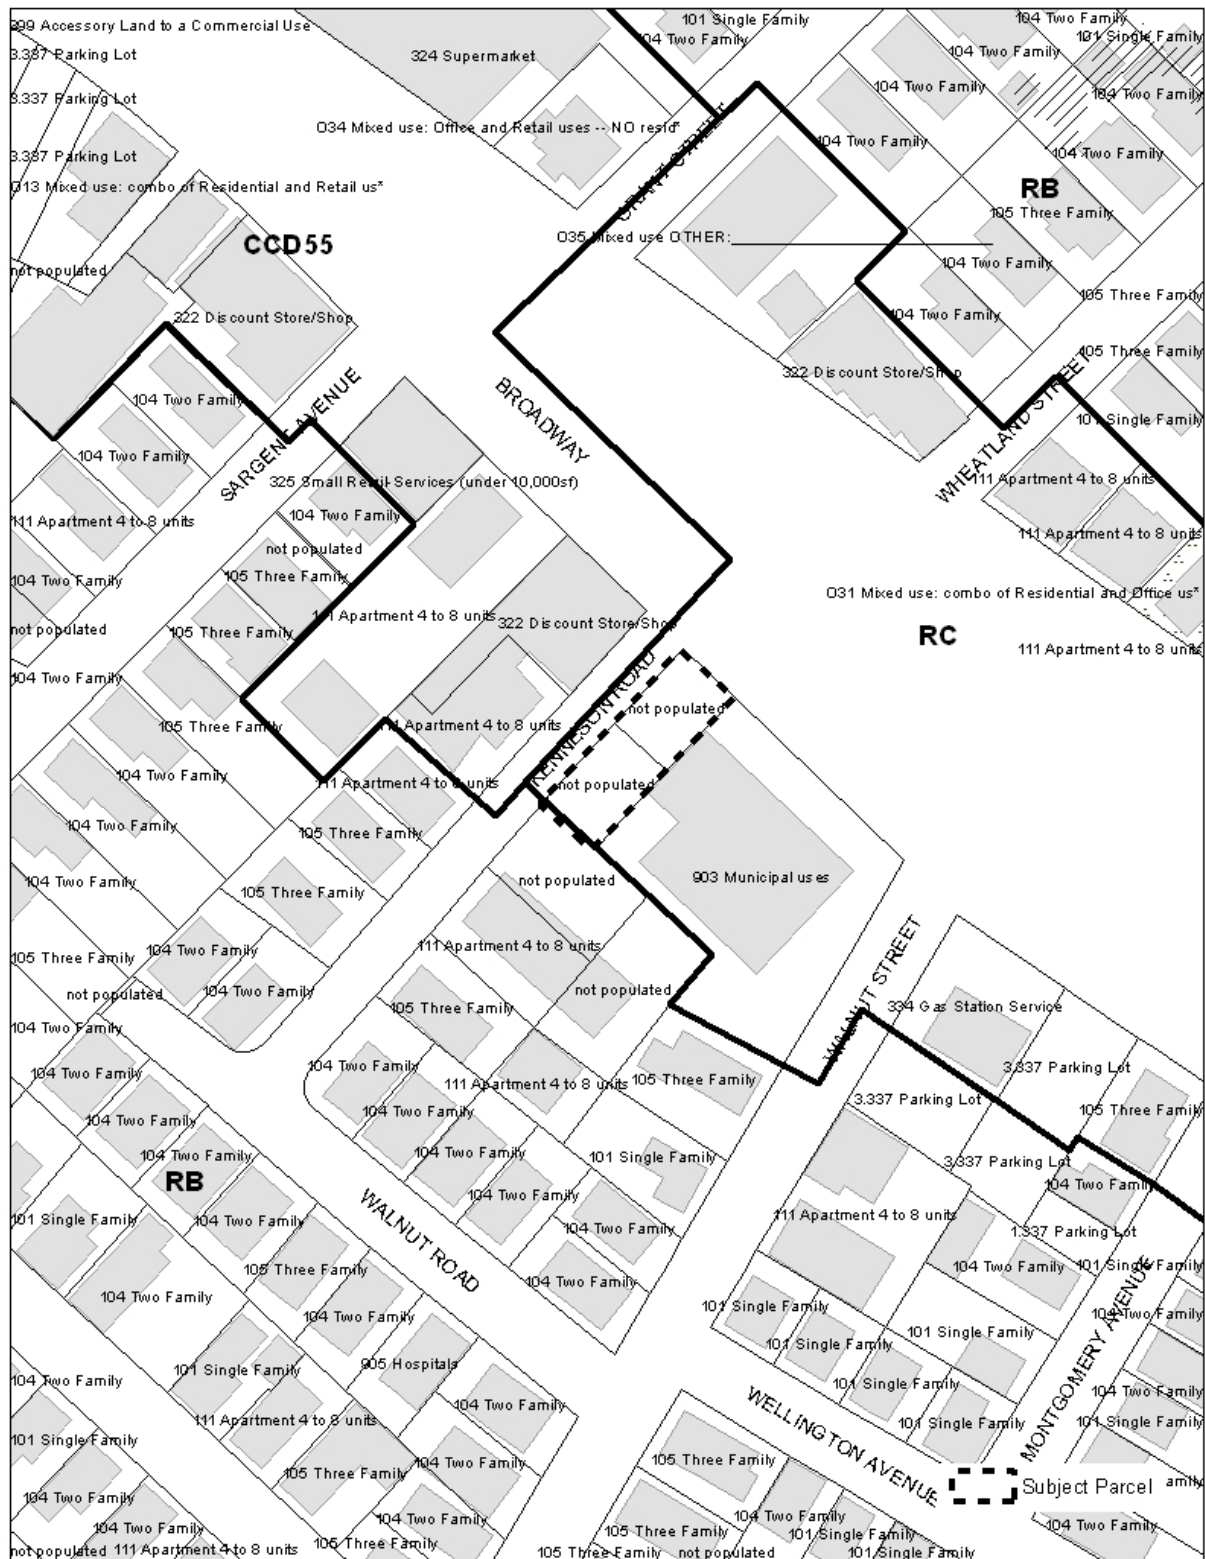 399 Accessory Land to a Commercial Use
101 Single Family
104 Two Family
104 Two Family
101 Single Family
3.337 Parking Lot
324 Supermarket
104 Two Family
104 Two Family
104 Two Family
3.337 Parking Lot
O34 Mixed use: Office and Retail uses -- NO resid*
GRANT STREET
104 Two Family
104 Two Family
3.337 Parking Lot
O13 Mixed use: combo of Residential and Retail us*
RB
105 Three Family
CCD55
O35 Mixed use OTHER:
104 Two Family
not populated
105 Three Family
322 Discount Store/Shop
104 Two Family
105 Three Family
322 Discount Store/Shop
104 Two Family
SARGENT AVENUE
BROADWAY
WHEATLAND STREET
101 Single Family
104 Two Family
325 Small Retail Services (under 10,000sf)
111 Apartment 4 to 8 units
111 Apartment 4 to 8 units
104 Two Family
111 Apartment 4 to 8 units
not populated
104 Two Family
105 Three Family
O31 Mixed use: combo of Residential and Office us*
111 Apartment 4 to 8 units
322 Discount Store/Shop
not populated
105 Three Family
RC
111 Apartment 4 to 8 units
104 Two Family
KENNESON ROAD
not populated
105 Three Family
111 Apartment 4 to 8 units
104 Two Family
111 Apartment 4 to 8 units
not populated
104 Two Family
105 Three Family
104 Two Family
105 Three Family
not populated
903 Municipal uses
104 Two Family
111 Apartment 4 to 8 units
WALNUT STREET
105 Three Family
not populated
104 Two Family
not populated
105 Three Family
334 Gas Station Service
104 Two Family
104 Two Family
104 Two Family
111 Apartment 4 to 8 units
105 Three Family
3.337 Parking Lot
3.337 Parking Lot
104 Two Family
105 Three Family
104 Two Family
104 Two Family
104 Two Family
101 Single Family
3.337 Parking Lot
RB
104 Two Family
104 Two Family
WALNUT ROAD
101 Single Family
104 Two Family
104 Two Family
111 Apartment 4 to 8 units
1.337 Parking Lot
105 Three Family
104 Two Family
104 Two Family
101 Single Family
104 Two Family
104 Two Family
101 Single Family
104 Two Family
MONTGOMERY AVENUE
101 Single Family
101 Single Family
905 Hospitals
101 Single Family
104 Two Family
101 Single Family
104 Two Family
WELLINGTON AVENUE
104 Two Family
111 Apartment 4 to 8 units
101 Single Family
101 Single Family
101 Single Family
104 Two Family
105 Three Family
105 Three Family
Subject Parcel
amily
104 Two Family
104 Two Family
104 Two Family
104 Two Family
104 Two Family
105 Three Family
101 Single Family
not populated
111 Apartment 4 to 8 units
105 Three Family
105 Three Family
not populated
101 Single Family